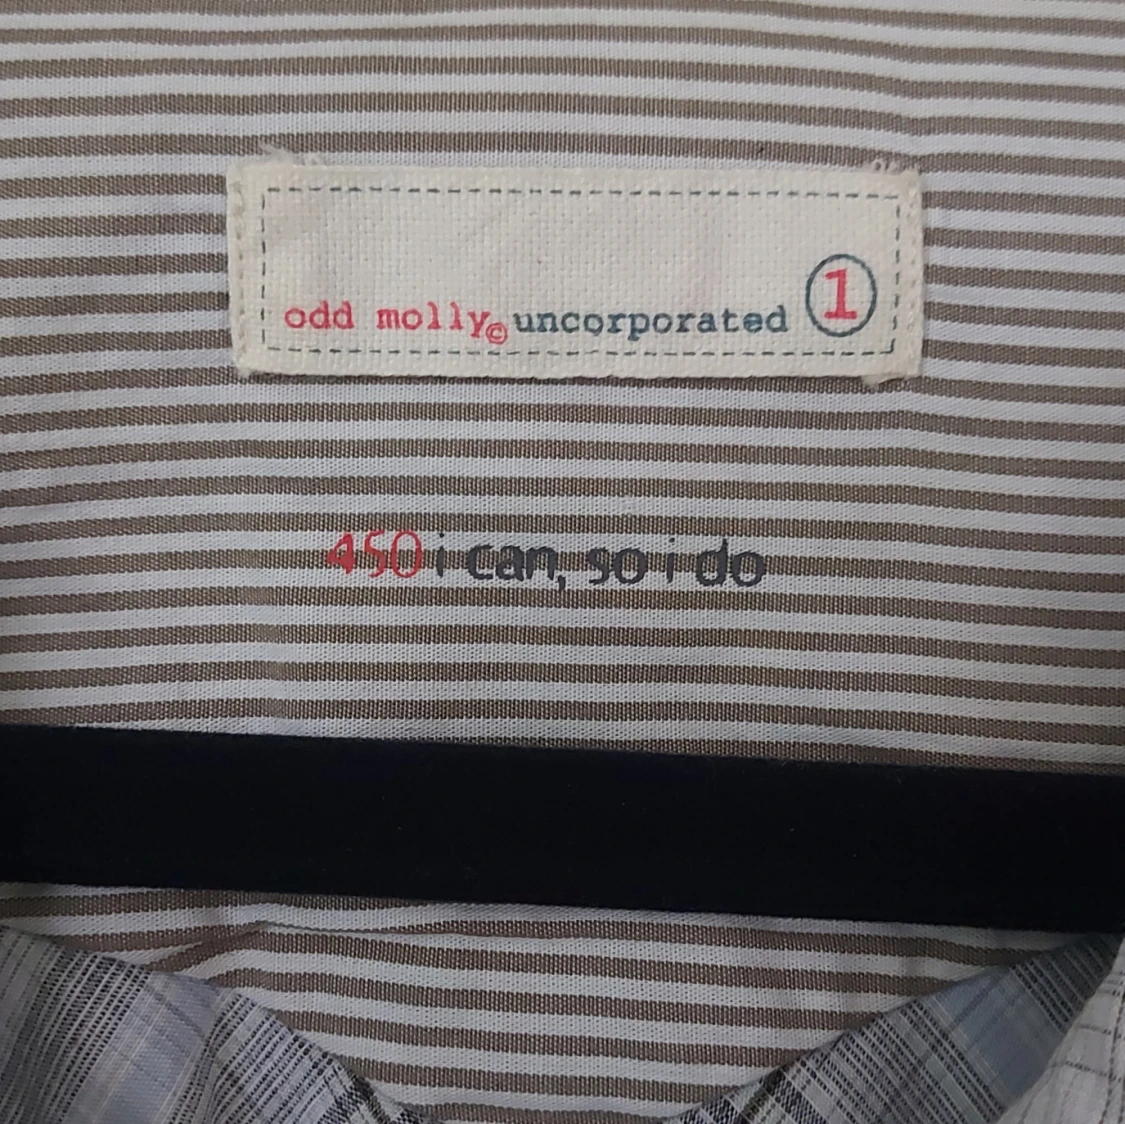 odd molly© uncorporated 1
450 i can, so i do